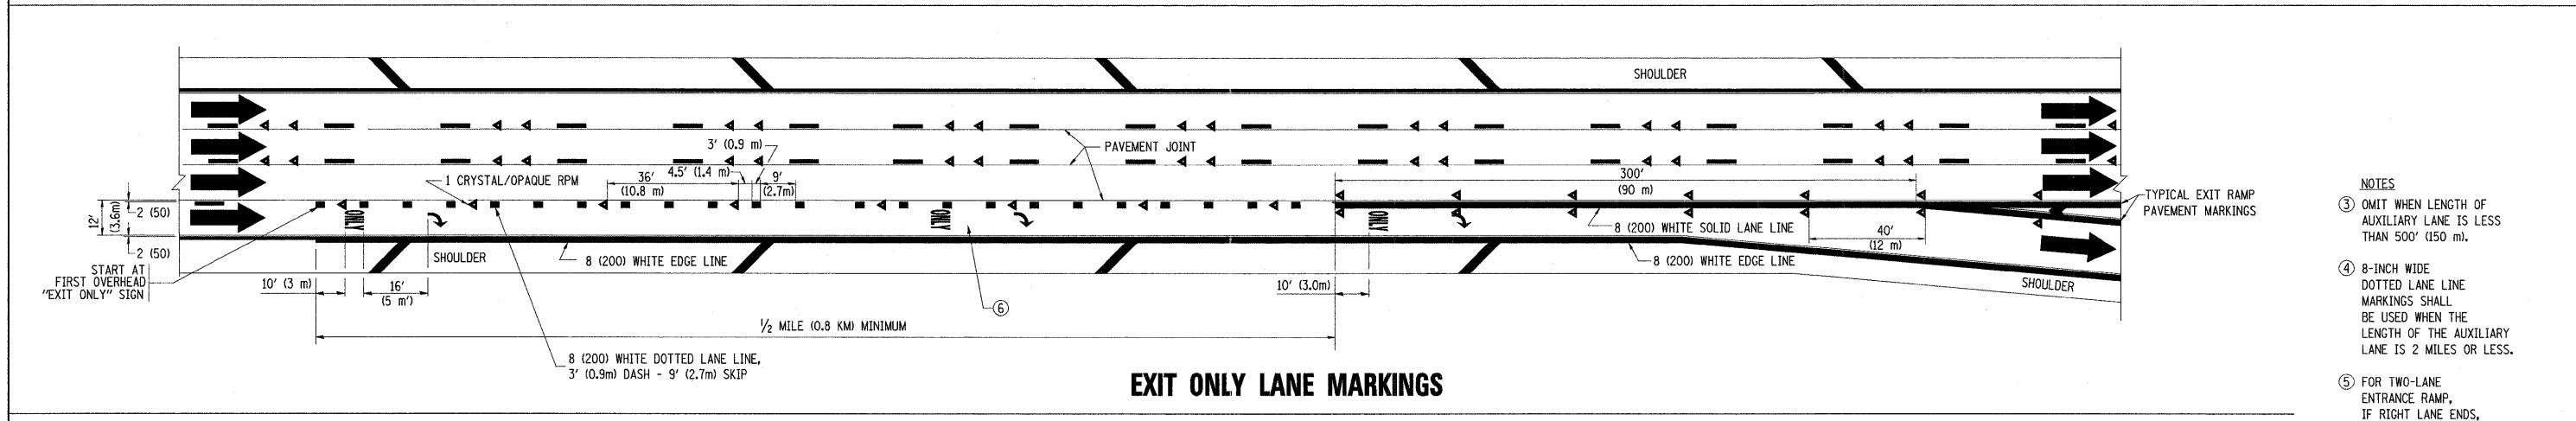 SHOULDER
3' (0.9 m)
PAVEMENT JOINT
4.5' (1.4 m)
9'
(2.7m)
36'
(10.8 m)
1 CRYSTAL/OPAQUE RPM
300'
(90 m)
12'
(3.6m)
2 (50)
2 (50)
ONLY
ONLY
ONLY
TYPICAL EXIT RAMP
PAVEMENT MARKINGS
8 (200) WHITE SOLID LANE LINE
40'
(12 m)
SHOULDER
8 (200) WHITE EDGE LINE
8 (200) WHITE EDGE LINE
START AT
FIRST OVERHEAD
"EXIT ONLY" SIGN
10' (3 m)
16'
(5 m')
10' (3.0m)
SHOULDER
6
1/2 MILE (0.8 KM) MINIMUM
8 (200) WHITE DOTTED LANE LINE,
3' (0.9m) DASH - 9' (2.7m) SKIP
EXIT ONLY LANE MARKINGS
NOTES
3 OMIT WHEN LENGTH OF
AUXILIARY LANE IS LESS
THAN 500' (150 m).
4 8-INCH WIDE
DOTTED LANE LINE
MARKINGS SHALL
BE USED WHEN THE
LENGTH OF THE AUXILIARY
LANE IS 2 MILES OR LESS.
5 FOR TWO-LANE
ENTRANCE RAMP,
IF RIGHT LANE ENDS,